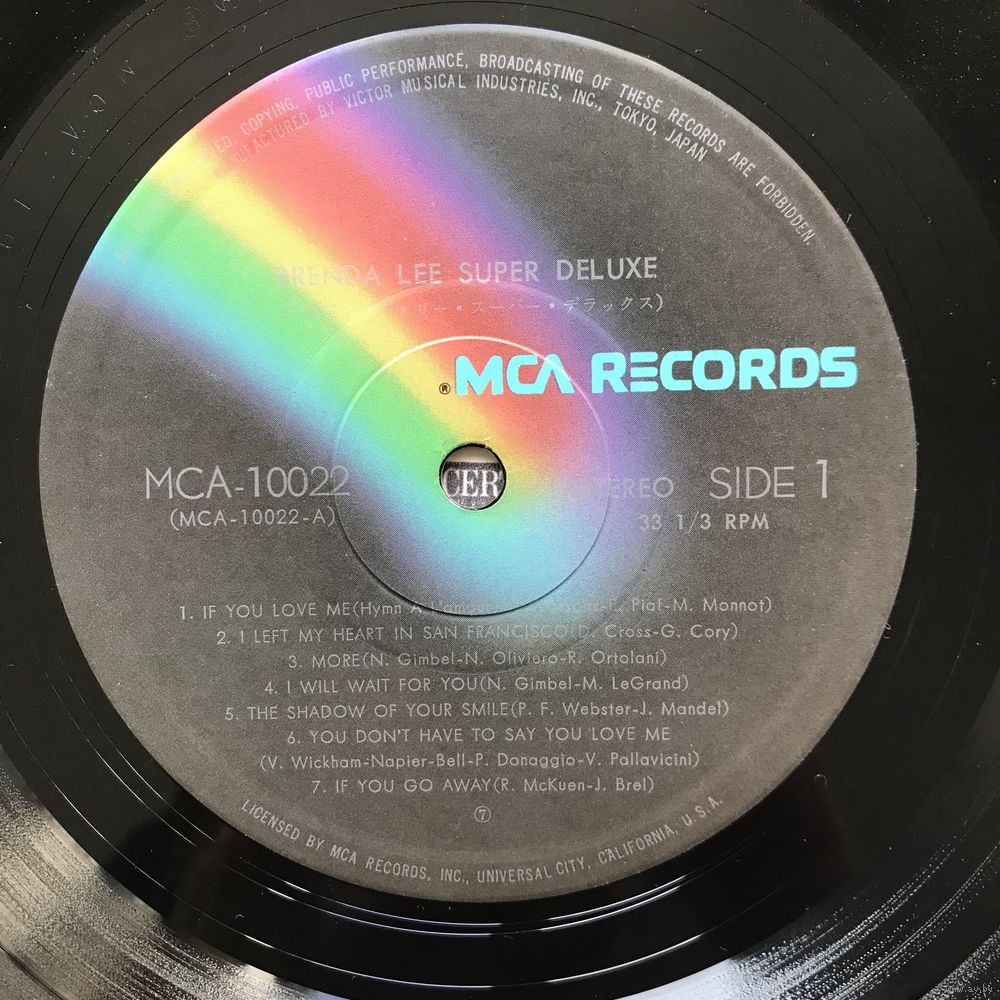 COPYING, PUBLIC PERFORMANCE, BROADCASTING OF THESE RECORDS ARE FORBIDDEN.
MANUFACTURED BY VICTOR MUSICAL INDUSTRIES, INC., TOKYO, JAPAN
BRENDA LEE SUPER DELUXE
リー・スーパー・デラックス)
® MCA RECORDS
MCA-10022 STEREO SIDE 1
(MCA-10022-A) 33 1/3 RPM
CER
1. IF YOU LOVE ME(Hymn A L'amour Piaf-M. Monnot)
2. I LEFT MY HEART IN SAN FRANCISCO(D. Cross-G. Cory)
3. MORE(N. Gimbel-N. Oliviero-R. Ortolani)
4. I WILL WAIT FOR YOU(N. Gimbel-M. LeGrand)
5. THE SHADOW OF YOUR SMILE(P. F. Webster-J. Mandel)
6. YOU DON'T HAVE TO SAY YOU LOVE ME
(V. Wickham-Napier-Bell-P. Donaggio-V. Pallavicini)
7. IF YOU GO AWAY(R. McKuen-J. Brel)
⑦
LICENSED BY MCA RECORDS, INC., UNIVERSAL CITY, CALIFORNIA, U.S.A.